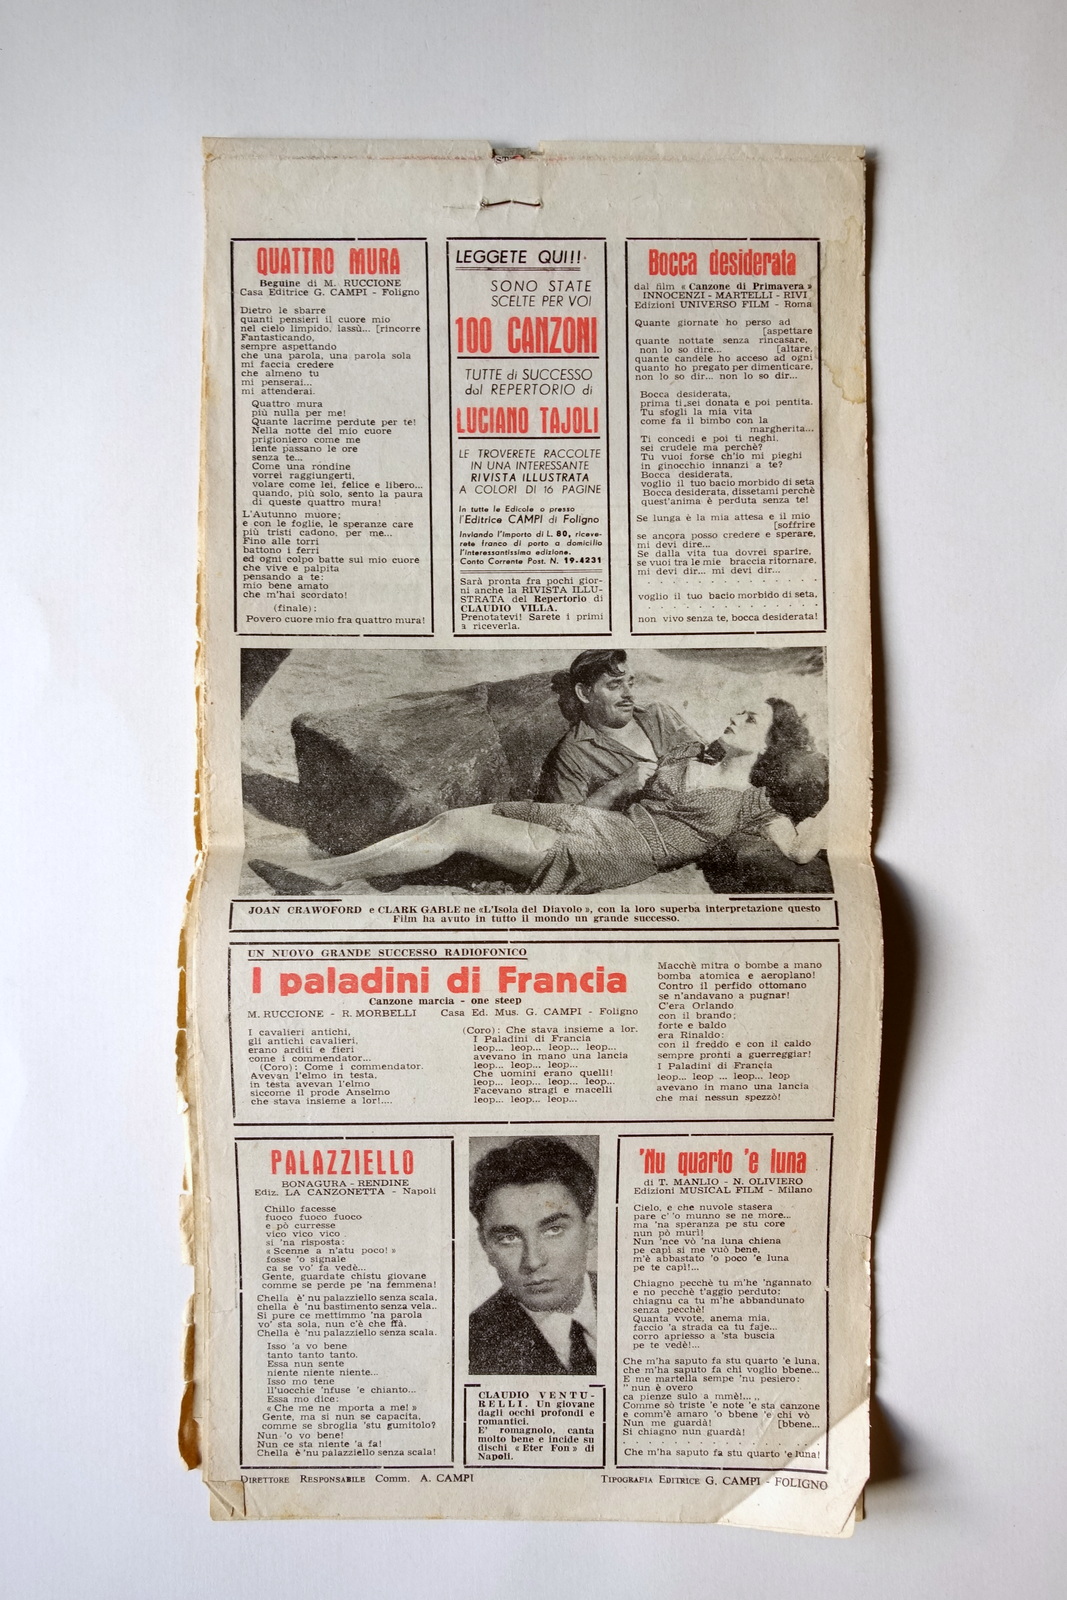 QUATTRO MURA
Beguine di M. RUCCIONE
Casa Editrice G. CAMPI - Foligno
Dietro le sbarre
quanti pensieri il cuore mio
nel cielo limpido, lassù... [rincorre
Fantasticando,
sempre aspettando
che una parola, una parola sola
mi faccia credere
che almeno tu
mi penserai...
mi attenderai.
Quattro mura
più nulla per me!
Quante lacrime perdute per te!
Nella notte del mio cuore
prigioniero come me
lente passano le ore
senza te...
Come una rondine
vorrei raggiungerti,
volare come lei, felice e libero...
quando, più solo, sento la paura
di queste quattro mura!
L'Autunno muore;
e con le foglie, le speranze care
più tristi cadono, per me...
Fino alle torri
battono i ferri
ed ogni colpo batte sul mio cuore
che vive e palpita
pensando a te:
mio bene amato
che m'hai scordato!
(finale):
Povero cuore mio fra quattro mura!
LEGGETE QUI!!!
SONO STATE
SCELTE PER VOI
100 CANZONI
TUTTE di SUCCESSO
dal REPERTORIO di
LUCIANO TAJOLI
LE TROVERETE RACCOLTE
IN UNA INTERESSANTE
RIVISTA ILLUSTRATA
A COLORI DI 16 PAGINE
In tutte le Edicole o presso
l'Editrice CAMPI di Foligno
Inviando l'importo di L. 80, riceve-
rete franco di porto a domicilio
l'interessantissima edizione.
Conto Corrente Post. N. 19-4231
Sarà pronta fra pochi gior-
ni anche la RIVISTA ILLU-
STRATA del Repertorio di
CLAUDIO VILLA.
Prenotatevi! Sarete i primi
a riceverla.
Bocca desiderata
dal film « Canzone di Primavera »
INNOCENZI - MARTELLI - RIVI
Edizioni UNIVERSO FILM - Roma
Quante giornate ho perso ad
[aspettare
quante nottate senza rincasare,
non lo so dire... [altare.
quante candele ho acceso ad ogni
quanto ho pregato per dimenticare,
non lo so dir... non lo so dir...
Bocca desiderata,
prima ti sei donata e poi pentita.
Tu sfogli la mia vita
come fa il bimbo con la
margherita...
Ti concedi e poi ti neghi,
sei crudele ma perchè?
Tu vuoi forse ch'io mi pieghi
in ginocchio innanzi a te?
Bocca desiderata,
voglio il tuo bacio morbido di seta
Bocca desiderata, dissetami perchè
quest'anima è perduta senza te!
Se lunga è la mia attesa e il mio
[soffrire
se ancora posso credere e sperare,
mi devi dire...
Se dalla vita tua dovrei sparire,
se vuoi tra le mie braccia ritornare,
mi devi dir... mi devi dir...
. . . . . . . . . . . . . . . .
voglio il tuo bacio morbido di seta,
. . . . . . . . . . . . . . . .
non vivo senza te, bocca desiderata!
JOAN CRAWOFORD e CLARK GABLE ne «L'Isola del Diavolo», con la loro superba interpretazione questo
Film ha avuto in tutto il mondo un grande successo.
UN NUOVO GRANDE SUCCESSO RADIOFONICO
I paladini di Francia
Canzone marcia - one steep
M. RUCCIONE - R. MORBELLI Casa Ed. Mus. G. CAMPI - Foligno
I cavalieri antichi,
gli antichi cavalieri,
erano arditi e fieri
come i commendator...
(Coro): Come i commendator.
Avevan l'elmo in testa,
in testa avevan l'elmo
siccome il prode Anselmo
che stava insieme a lor!....
(Coro): Che stava insieme a lor.
I Paladini di Francia
leop... leop... leop... leop...
avevano in mano una lancia
leop... leop... leop...
Che uomini erano quelli!
leop... leop... leop... leop...
Facevano stragi e macelli
leop... leop... leop...
Macchè mitra o bombe a mano
bomba atomica e aeroplano!
Contro il perfido ottomano
se n'andavano a pugnar!
C'era Orlando
con il brando;
forte e baldo
era Rinaldo:
con il freddo e con il caldo
sempre pronti a guerreggiar!
I Paladini di Francia
leop ... leop ... leop ... leop
avevano in mano una lancia
che mai nessun spezzò!
PALAZZIELLO
BONAGURA - RENDINE
Ediz. LA CANZONETTA - Napoli
Chillo facesse
fuoco fuoco fuoco
e pò curresse
vico vico vico
si 'na risposta:
« Scenne a n'atu poco! »
fosse 'o signale
ca se vo' fa vedè...
Gente, guardate chistu giovane
comme se perde pe 'na femmena!
Chella è' nu palazziello senza scala,
chella è 'nu bastimento senza vela..
Si pure ce mettimmo 'na parola
vo' sta sola, nun c'è che ffà.
Chella è 'nu palazziello senza scala.
Isso 'a vo bene
tanto tanto tanto.
Essa nun sente
niente niente niente...
Isso mo tene
ll'uocchie 'nfuse 'e chianto...
Essa mo dice:
« Che me ne mporta a me! »
Gente, ma si nun se capacita,
comme se sbroglia 'stu gumitolo?
Nun 'o vo bene!
Nun ce sta niente 'a fa!
Chella è 'nu palazziello senza scala!
CLAUDIO VENTU-
RELLI. Un giovane
dagli occhi profondi e
romantici.
E' romagnolo, canta
molto bene e incide su
dischi « Eter Fon » di
Napoli.
'Nu quarto 'e luna
di T. MANLIO - N. OLIVIERO
Edizioni MUSICAL FILM - Milano
Cielo, e che nuvole stasera
pare c' 'o munno se ne more...
ma 'na speranza pe stu core
nun pò murì!
Nun 'nce vò 'na luna chiena
pe capì si me vuò bene,
m'è abbastato 'o poco 'e luna
pe te capì!...
Chiagno pecchè tu m'he 'ngannato
e no pecchè t'aggio perduto:
chiagnu ca tu m'he abbandunato
senza pecchè!
Quanta vvote, anema mia,
faccio 'a strada ca tu faje...
corro apriesso a 'sta buscia
pe te vedè!...
Che m'ha saputo fa stu quarto 'e luna,
che m'ha saputo fa chi voglio bbene...
E me martella sempe 'nu pesiero:
" nun è overo
ca pienze sulo a mmè!... ..
Comme sò triste 'e note 'e sta canzone
e comm'è amaro 'o bbene 'e chi vò
Nun me guardà! [bbene...
Si chiagno nun guardà!
. . . . . . . . . . . . . . . .
Che m'ha saputo fa stu quarto 'e luna!
DIRETTORE RESPONSABILE Comm. A. CAMPI
TIPOGRAFIA EDITRICE G. CAMPI - FOLIGNO